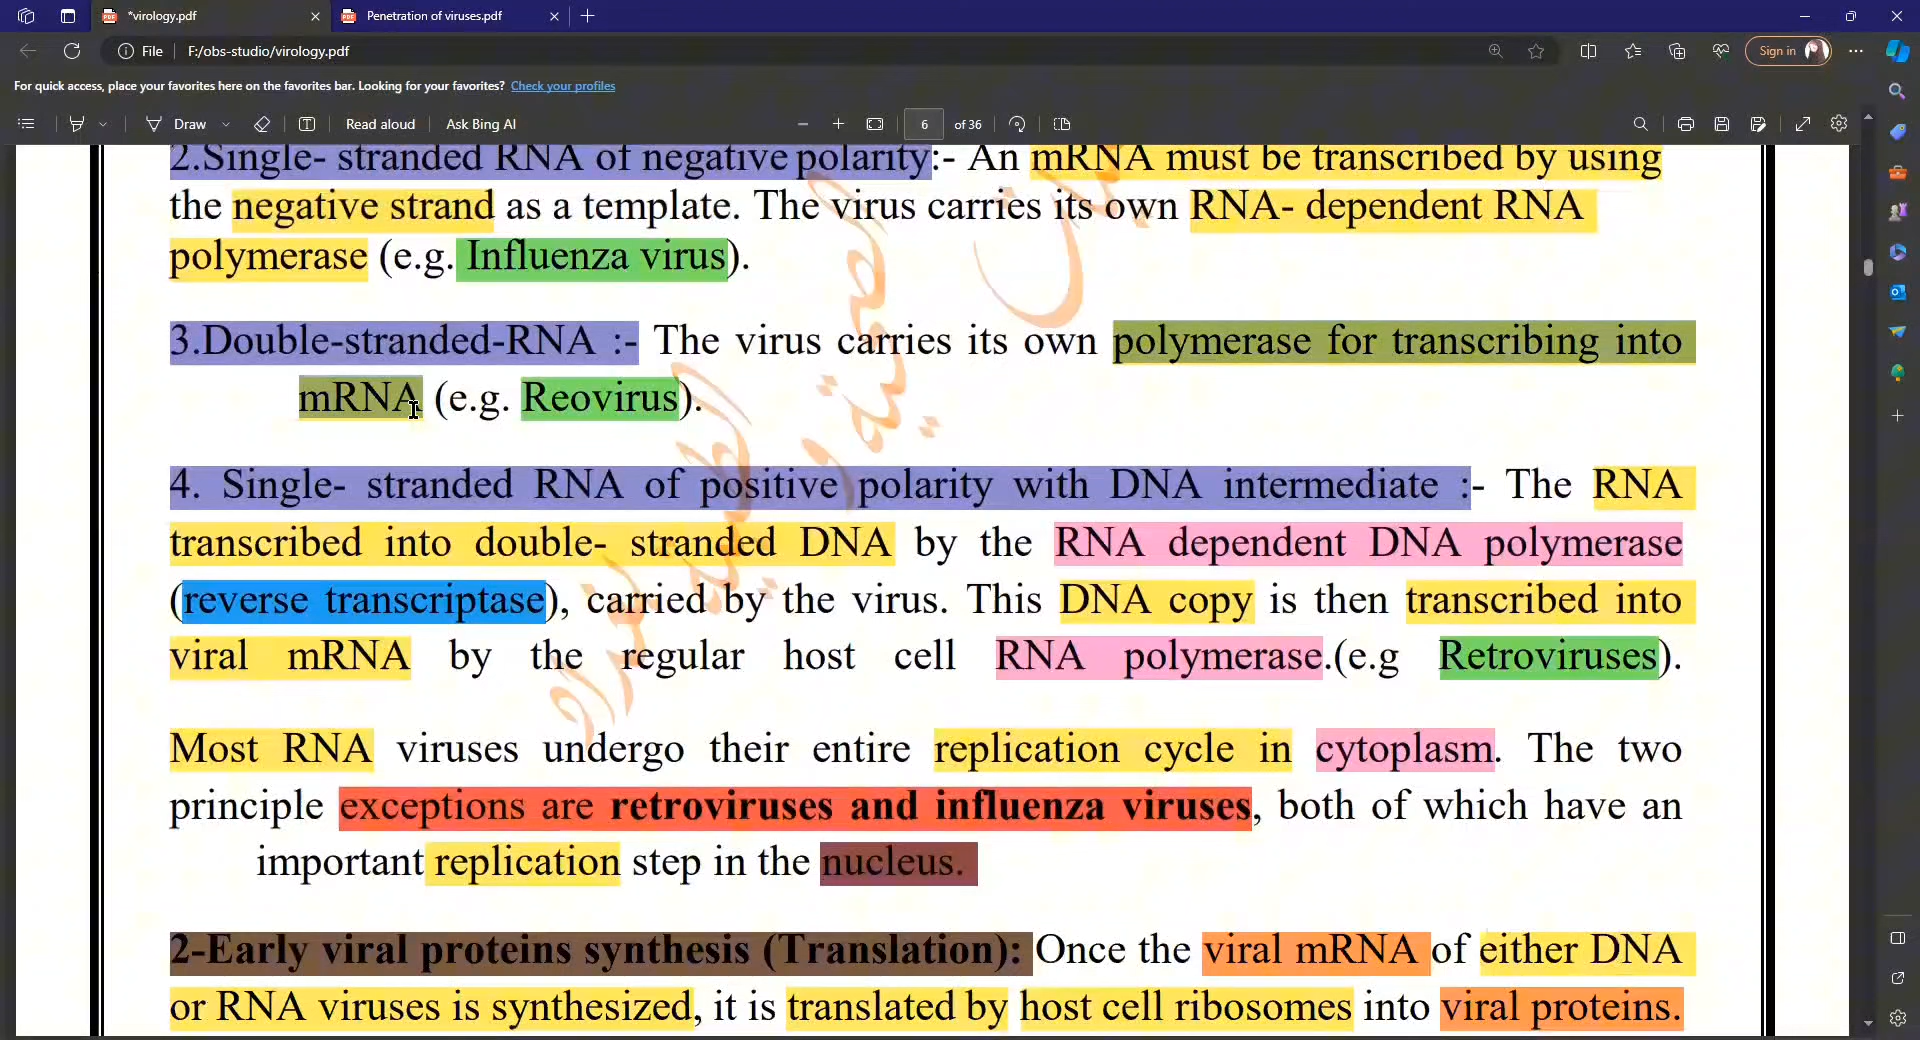 *virology.pdf
Penetration of viruses.pdf
File
F:/obs-studio/virology.pdf
Sign in
For quick access, place your favorites here on the favorites bar. Looking for your favorites? Check your profiles
Draw
Read aloud
Ask Bing AI
6 of 36
2.Single- stranded RNA of negative polarity:- An mRNA must be transcribed by using
the negative strand as a template. The virus carries its own RNA- dependent RNA
polymerase (e.g. Influenza virus).
3.Double-stranded-RNA :- The virus carries its own polymerase for transcribing into
mRNA (e.g. Reovirus).
4. Single- stranded RNA of positive polarity with DNA intermediate :- The RNA
transcribed into double- stranded DNA by the RNA dependent DNA polymerase
(reverse transcriptase), carried by the virus. This DNA copy is then transcribed into
viral mRNA by the regular host cell RNA polymerase.(e.g Retroviruses).
Most RNA viruses undergo their entire replication cycle in cytoplasm. The two
principle exceptions are retroviruses and influenza viruses, both of which have an
important replication step in the nucleus.
2-Early viral proteins synthesis (Translation): Once the viral mRNA of either DNA
or RNA viruses is synthesized, it is translated by host cell ribosomes into viral proteins.